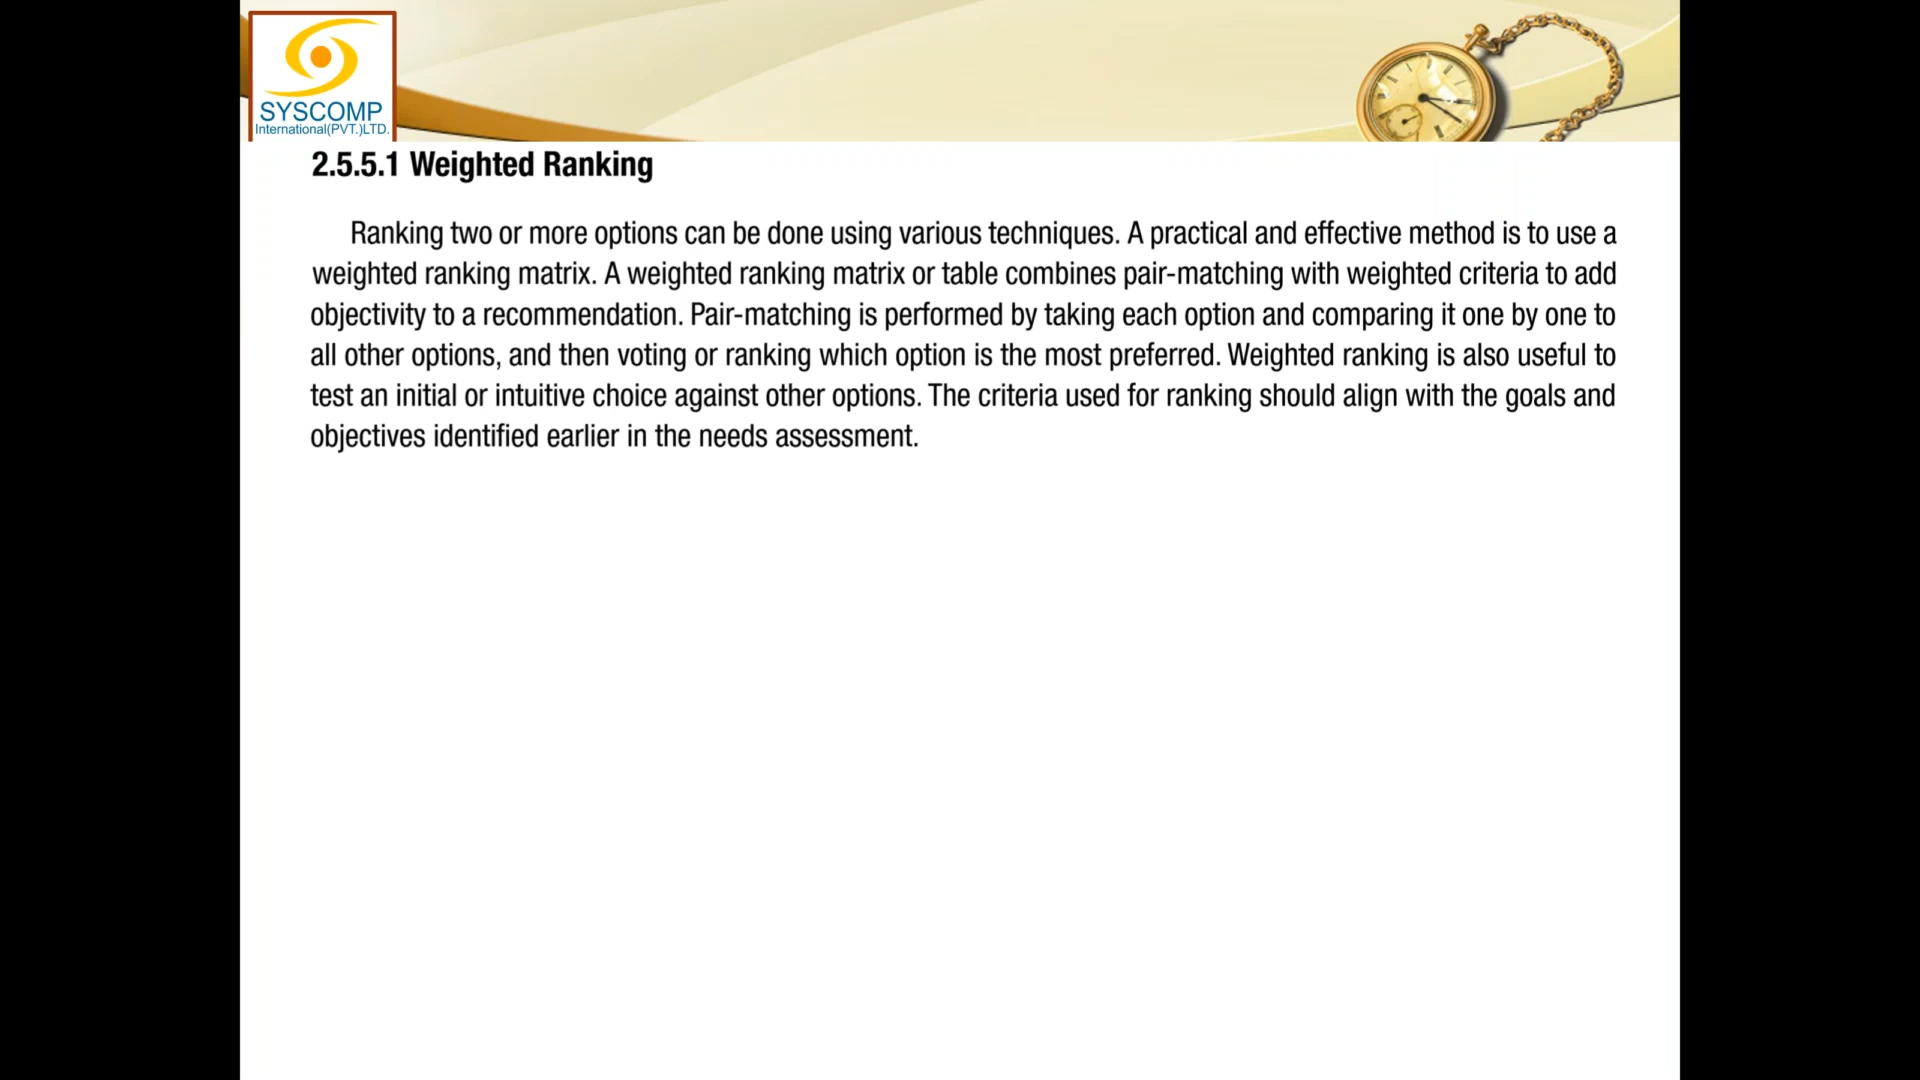 SYSCOMP
International(PVT.)LTD.
2.5.5.1 Weighted Ranking
Ranking two or more options can be done using various techniques. A practical and effective method is to use a
weighted ranking matrix. A weighted ranking matrix or table combines pair-matching with weighted criteria to add
objectivity to a recommendation. Pair-matching is performed by taking each option and comparing it one by one to
all other options, and then voting or ranking which option is the most preferred. Weighted ranking is also useful to
test an initial or intuitive choice against other options. The criteria used for ranking should align with the goals and
objectives identified earlier in the needs assessment.